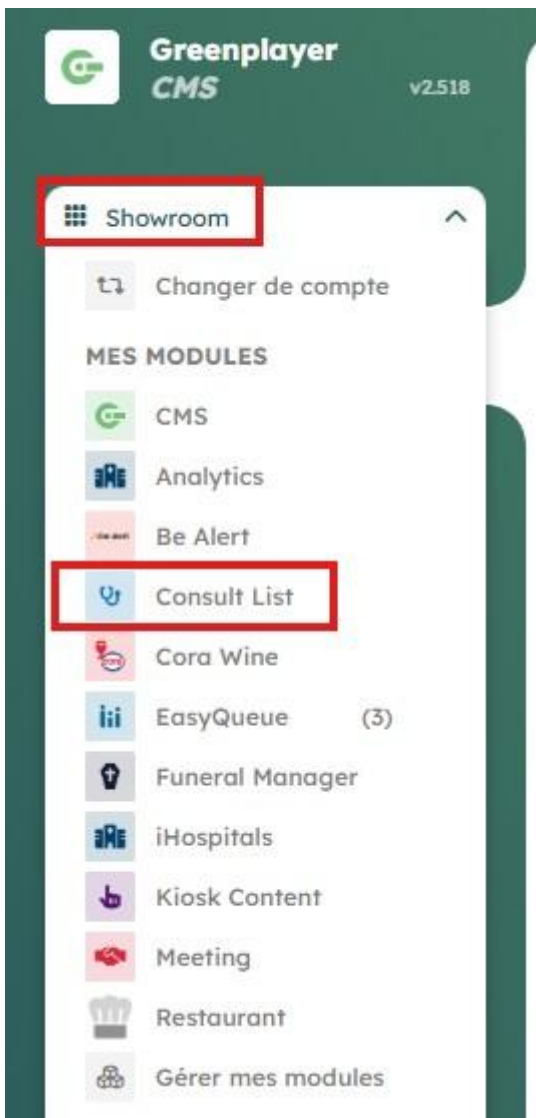 Greenplayer
CMS v2.518
Showroom
Changer de compte
MES MODULES
CMS
Analytics
Be Alert
Consult List
Cora Wine
EasyQueue (3)
Funeral Manager
iHospitals
Kiosk Content
Meeting
Restaurant
Gérer mes modules